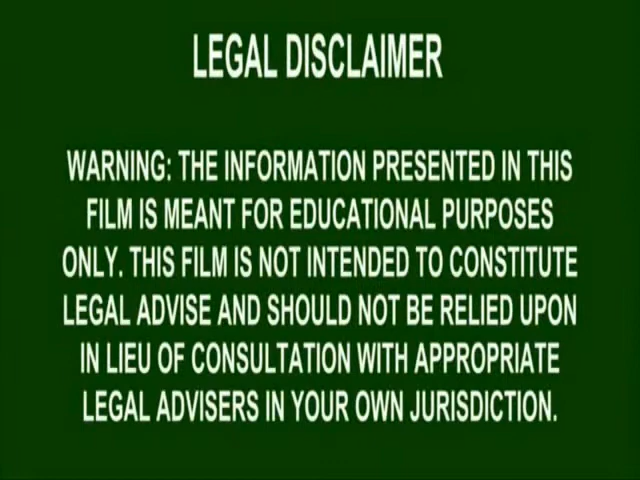 LEGAL DISCLAIMER
WARNING: THE INFORMATION PRESENTED IN THIS
FILM IS MEANT FOR EDUCATIONAL PURPOSES
ONLY. THIS FILM IS NOT INTENDED TO CONSTITUTE
LEGAL ADVISE AND SHOULD NOT BE RELIED UPON
IN LIEU OF CONSULTATION WITH APPROPRIATE
LEGAL ADVISERS IN YOUR OWN JURISDICTION.